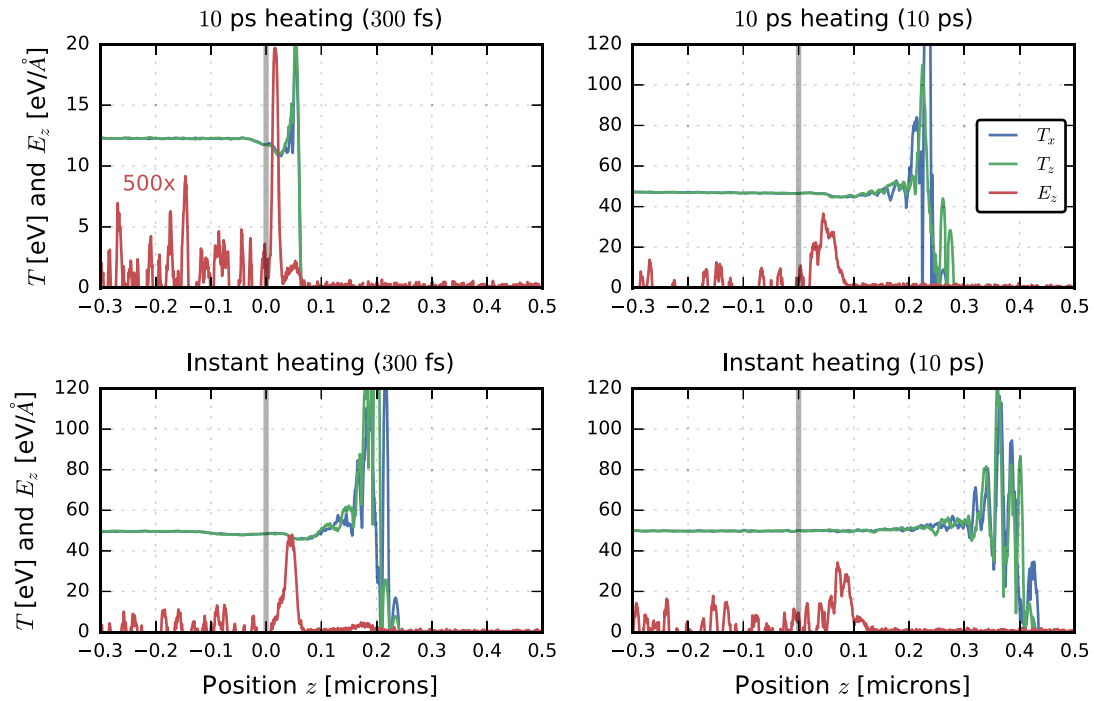 10 ps heating (300 fs)
10 ps heating (10 ps)
T [eV] and E_z [eV/Å]
20
15
10
5
0
500x
−0.3 −0.2 −0.1 0.0 0.1 0.2 0.3 0.4 0.5
120
100
80
60
40
20
0
T_x
T_z
E_z
−0.3 −0.2 −0.1 0.0 0.1 0.2 0.3 0.4 0.5
Instant heating (300 fs)
Instant heating (10 ps)
T [eV] and E_z [eV/Å]
120
100
80
60
40
20
0
−0.3 −0.2 −0.1 0.0 0.1 0.2 0.3 0.4 0.5
Position z [microns]
120
100
80
60
40
20
0
−0.3 −0.2 −0.1 0.0 0.1 0.2 0.3 0.4 0.5
Position z [microns]